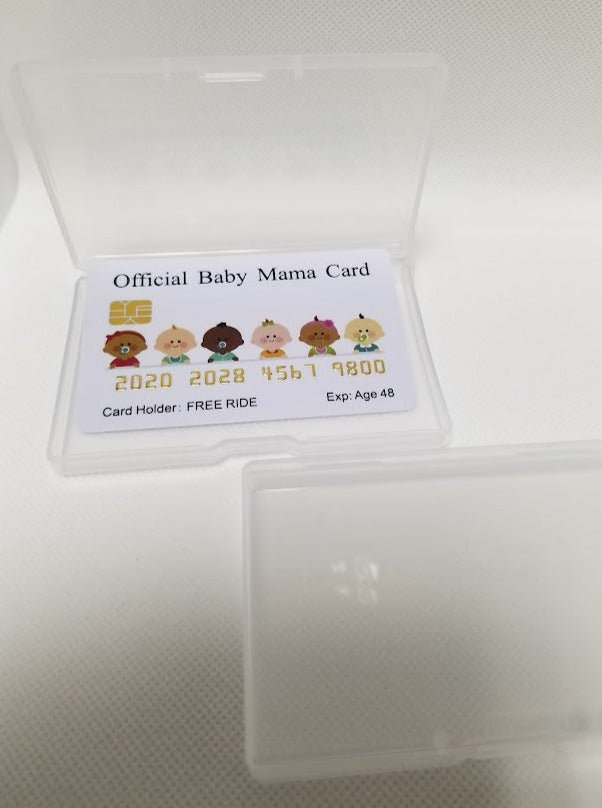 Official Baby Mama Card
2020 2028 4567 9800
Card Holder: FREE RIDE Exp: Age 48